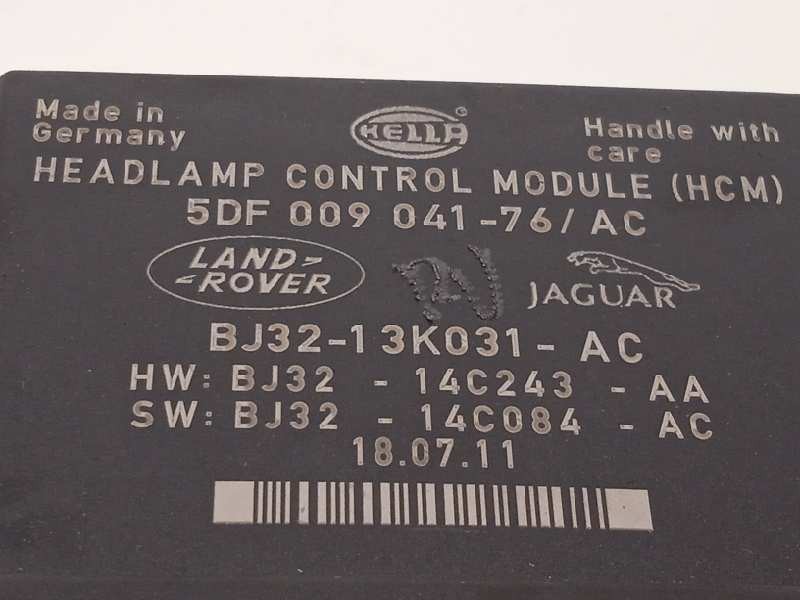 Made in
Germany
HELLA
Handle with
care
HEADLAMP CONTROL MODULE (HCM)
5DF 009 041-76/ AC
LAND
ROVER
JAGUAR
BJ32-13K031- AC
HW: BJ32 - 14C243 - AA
SW: BJ32 - 14C084 - AC
18.07.11